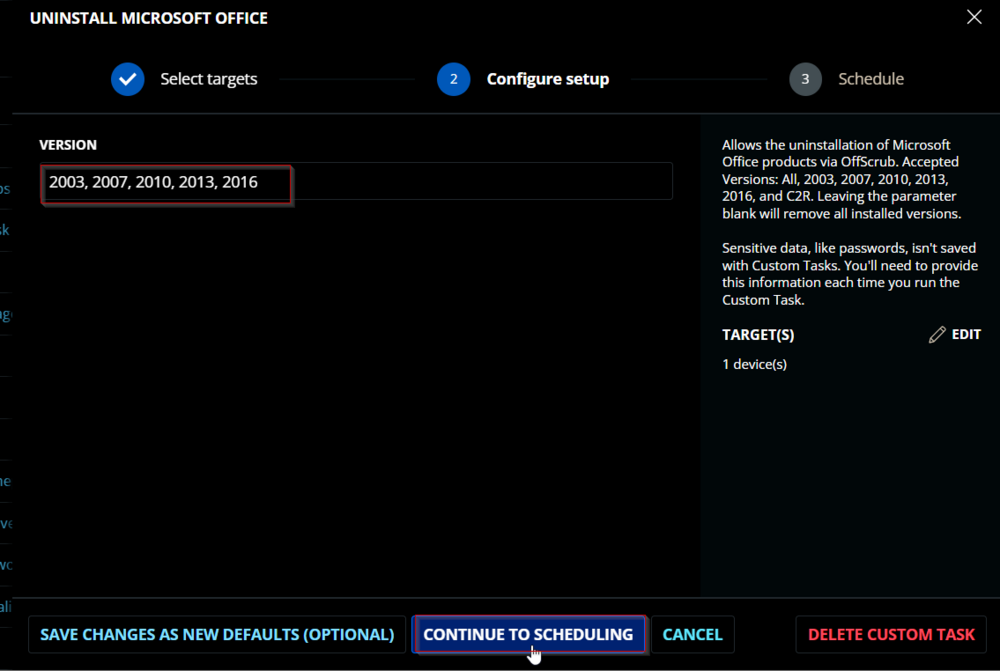 UNINSTALL MICROSOFT OFFICE
Select targets
2
Configure setup
3
Schedule
VERSION
2003, 2007, 2010, 2013, 2016
Allows the uninstallation of Microsoft
Office products via OffScrub. Accepted
Versions: All, 2003, 2007, 2010, 2013,
2016, and C2R. Leaving the parameter
blank will remove all installed versions.
Sensitive data, like passwords, isn't saved
with Custom Tasks. You'll need to provide
this information each time you run the
Custom Task.
TARGET(S)
EDIT
1 device(s)
SAVE CHANGES AS NEW DEFAULTS (OPTIONAL)
CONTINUE TO SCHEDULING
CANCEL
DELETE CUSTOM TASK